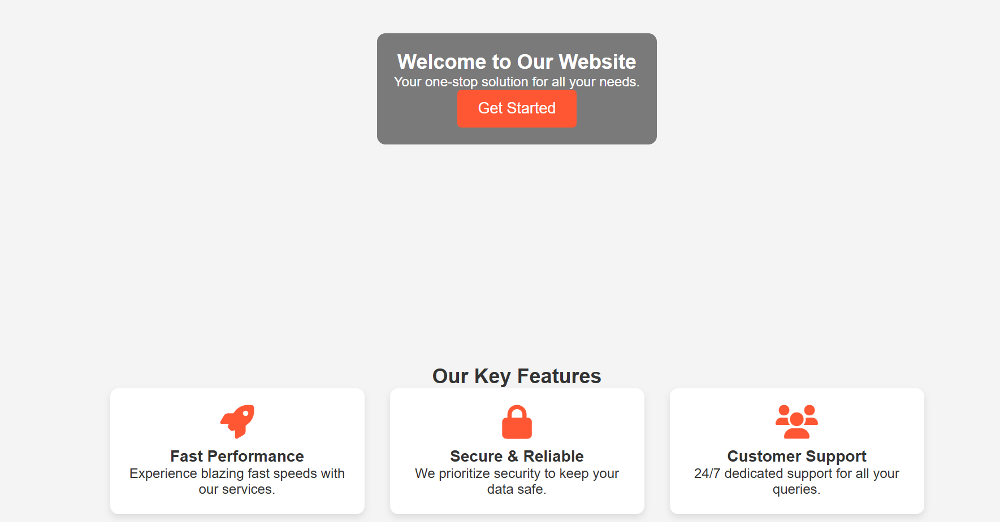 Welcome to Our Website
Your one-stop solution for all your needs.
Get Started
Our Key Features
Fast Performance
Experience blazing fast speeds with
our services.
Secure & Reliable
We prioritize security to keep your
data safe.
Customer Support
24/7 dedicated support for all your
queries.